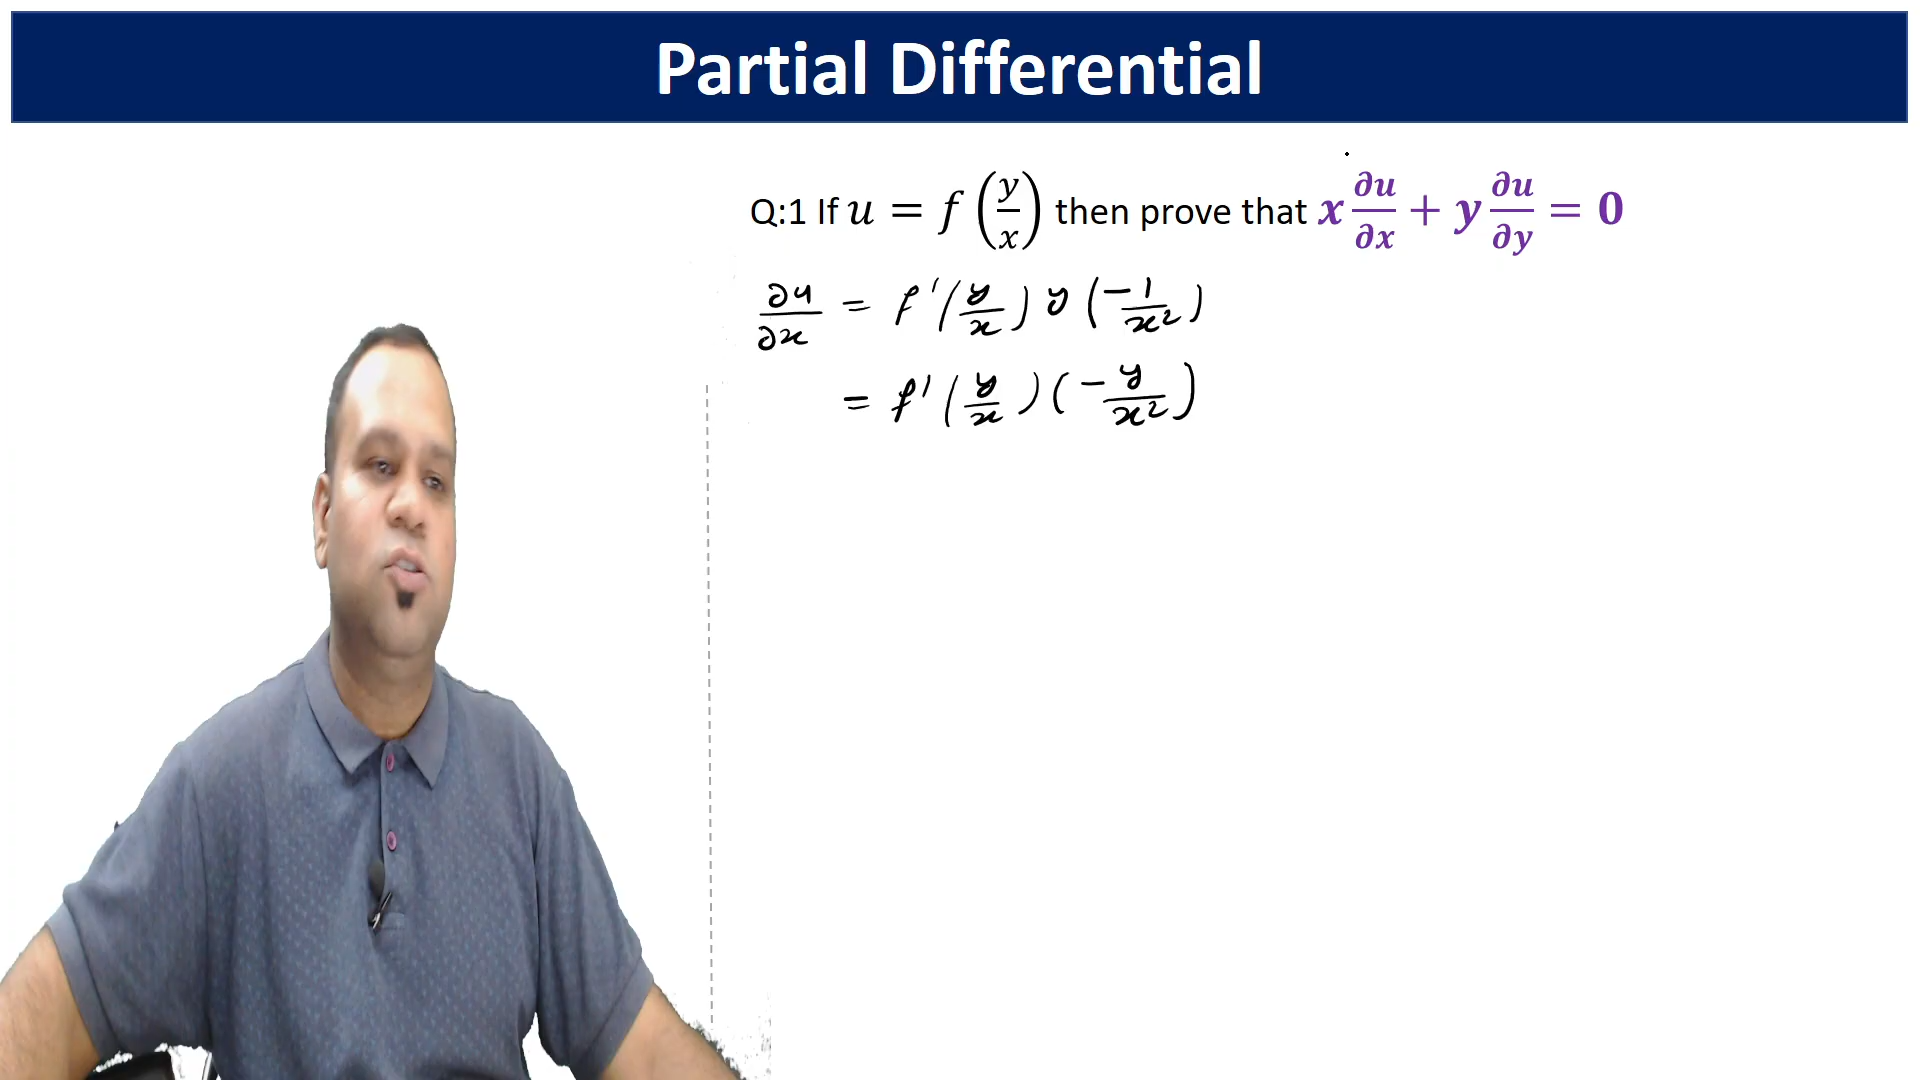 Partial Differential
Q:1 If u = f(y/x) then prove that x ∂u/∂x + y ∂u/∂y = 0
∂u/∂x = f'(y/x) y (-1/x²)
= f'(y/x) (-y/x²)